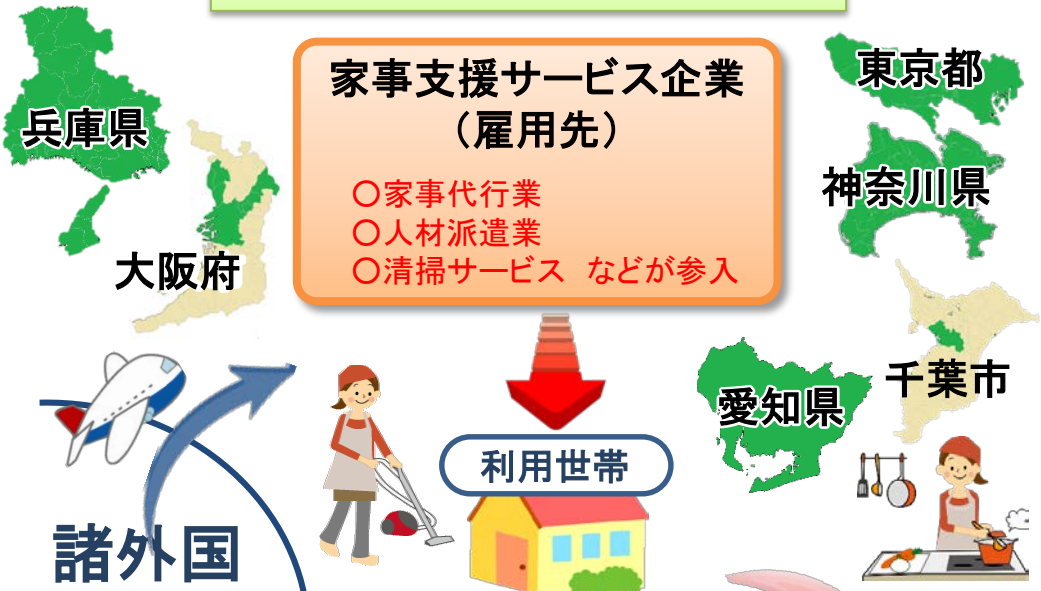 兵庫県
大阪府
家事支援サービス企業
（雇用先）
○家事代行業
○人材派遣業
○清掃サービス　などが参入
東京都
神奈川県
千葉市
愛知県
利用世帯
諸外国